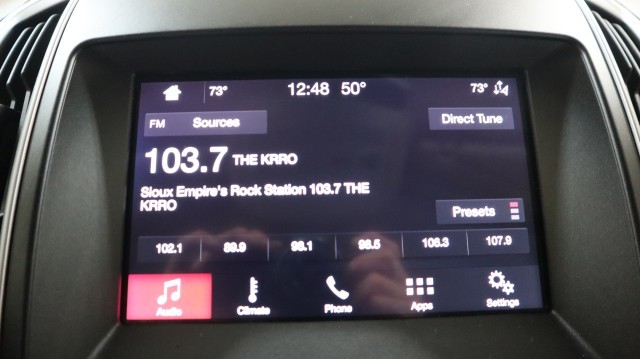 73° 12:48 50° 73°
FM Sources Direct Tune
103.7 THE KRRO
Sioux Empire's Rock Station 103.7 THE
KRRO
Presets
102.1 89.9 98.1 98.5 106.3 107.9
Audio Climate Phone Apps Settings